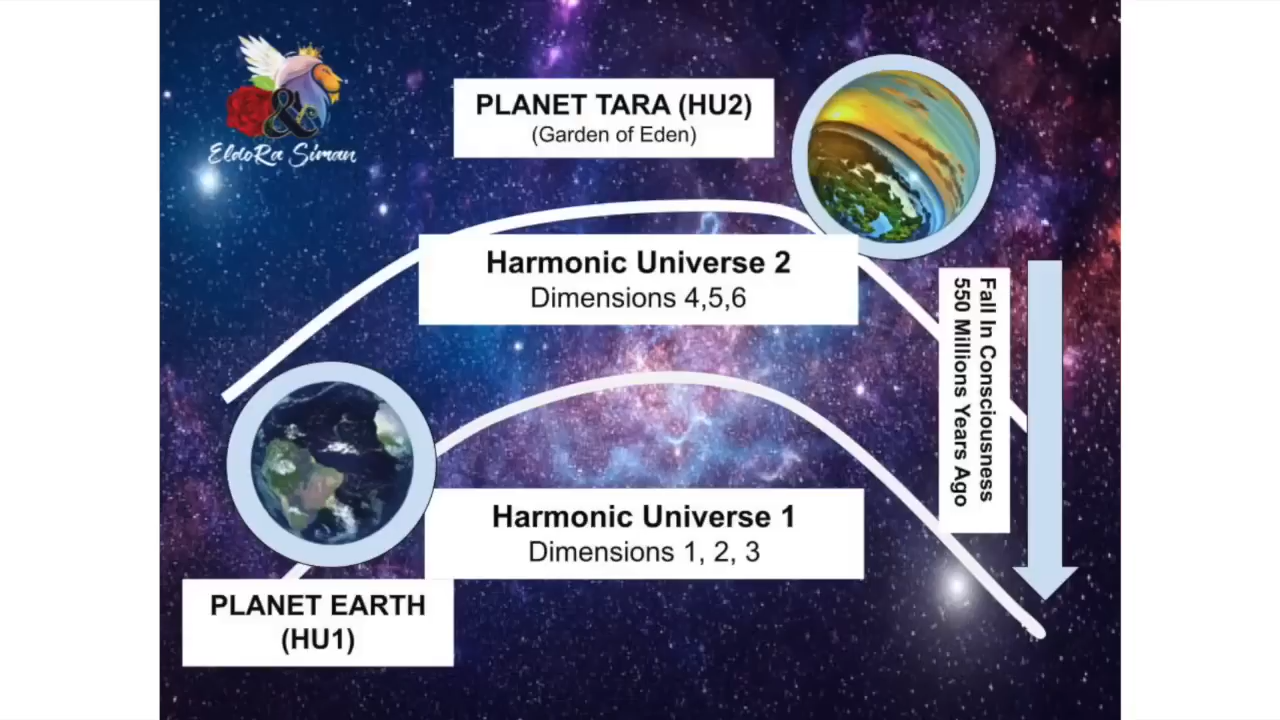 EldoRa Siman
PLANET TARA (HU2)
(Garden of Eden)
Harmonic Universe 2
Dimensions 4,5,6
Fall In Consciousness
550 Millions Years Ago
Harmonic Universe 1
Dimensions 1, 2, 3
PLANET EARTH
(HU1)